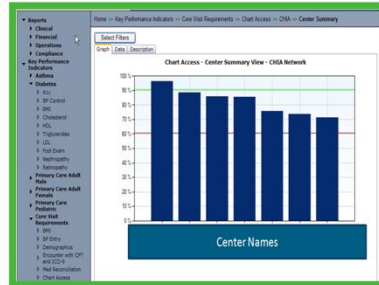 Reports
Clinical
Financial
Operations
Compliance
Key Performance
Indicators
Asthma
Diabetes
A1c
BP Control
BMI
Cholesterol
HDL
Triglycerides
LDL
Foot Exam
Nephropathy
Retinopathy
Primary Care Adult
Male
Primary Care Adult
Female
Primary Care
Pediatric
Core Visit
Requirements
BMI
BP Entry
Demographics
Encounter with CPT
and ICD-9
Med Reconciliation
Chart Access
Home >> Key Performance Indicators >> Core Visit Requirements >> Chart Access >> CHIA >> Center Summary
Select Filters
Graph Data Description
Chart Access - Center Summary View - CHIA Network
100 %
90 %
80 %
70 %
60 %
50 %
40 %
30 %
20 %
10 %
0 %
Center Names